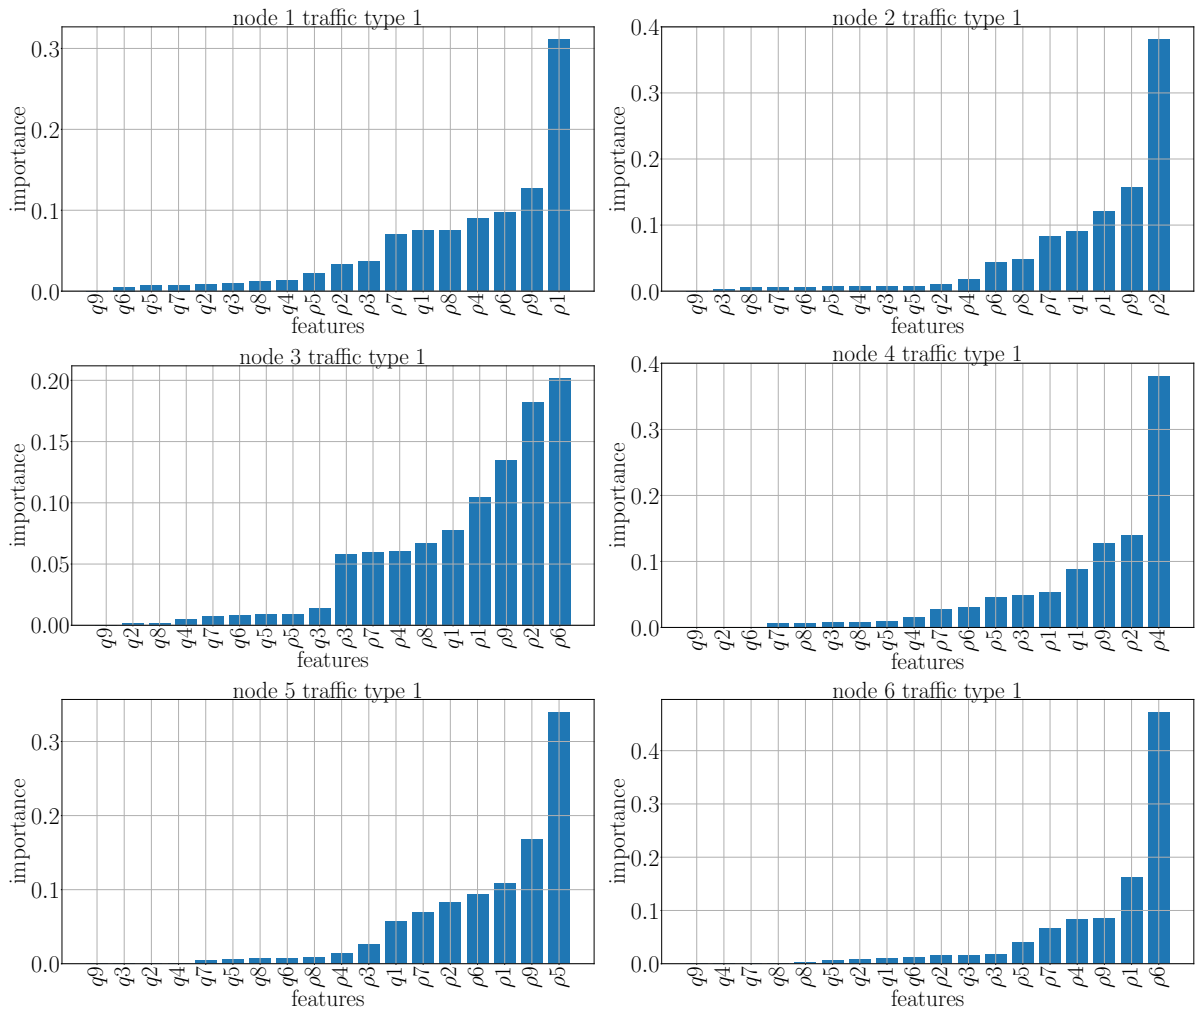 node 1 traffic type 1
importance
0.3
0.2
0.1
0.0
q9 q6 q5 q7 q2 q3 q8 q4 ρ5 ρ2 ρ3 ρ7 q1 ρ8 ρ4 ρ6 ρ9 ρ1
features
node 2 traffic type 1
importance
0.4
0.3
0.2
0.1
0.0
q9 ρ3 q8 q7 q6 ρ5 q4 q3 q5 q2 ρ4 ρ6 ρ8 ρ7 q1 ρ1 ρ9 ρ2
features
node 3 traffic type 1
importance
0.20
0.15
0.10
0.05
0.00
q9 q2 q8 q4 q7 q6 q5 ρ5 q3 ρ3 ρ7 ρ4 ρ8 q1 ρ1 ρ9 ρ2 ρ6
features
node 4 traffic type 1
importance
0.4
0.3
0.2
0.1
0.0
q9 q2 q6 q7 ρ8 q3 q8 q5 q4 ρ7 ρ6 ρ5 ρ3 ρ1 q1 ρ9 ρ2 ρ4
features
node 5 traffic type 1
importance
0.3
0.2
0.1
0.0
q9 q3 q2 q4 q7 q5 q8 q6 ρ8 ρ4 ρ3 q1 ρ7 ρ2 ρ6 ρ1 ρ9 ρ5
features
node 6 traffic type 1
importance
0.4
0.3
0.2
0.1
0.0
q9 q4 q7 q8 ρ8 q5 q2 q1 q6 ρ2 q3 ρ3 ρ5 ρ7 ρ4 ρ9 ρ1 ρ6
features